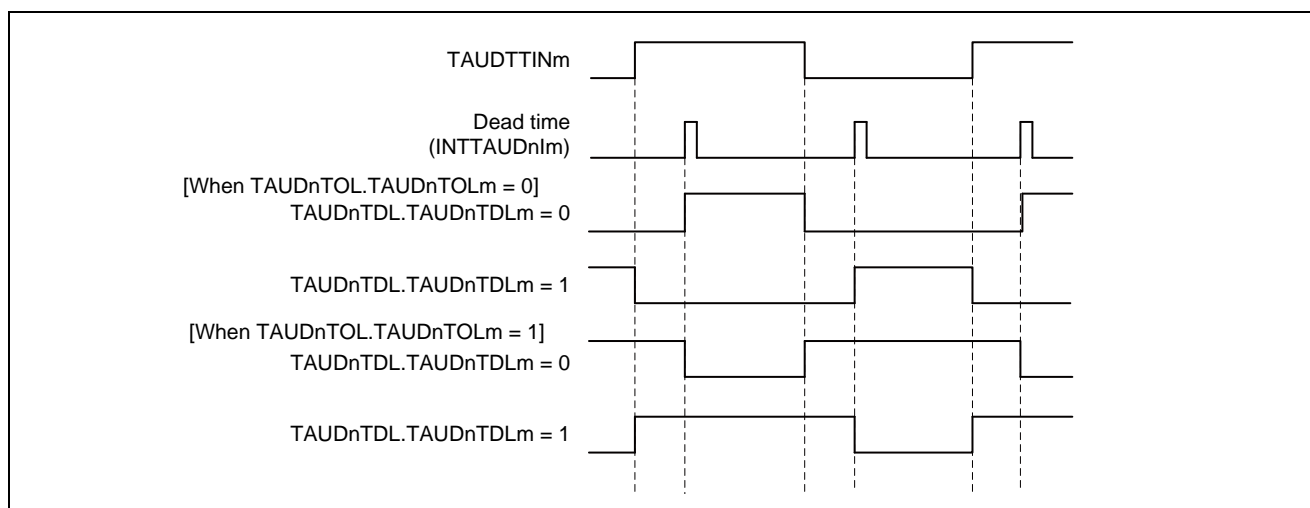 TAUDTTINm
Dead time
(INTTAUDnIm)
[When TAUDnTOL.TAUDnTOLm = 0]
TAUDnTDL.TAUDnTDLm = 0
TAUDnTDL.TAUDnTDLm = 1
[When TAUDnTOL.TAUDnTOLm = 1]
TAUDnTDL.TAUDnTDLm = 0
TAUDnTDL.TAUDnTDLm = 1